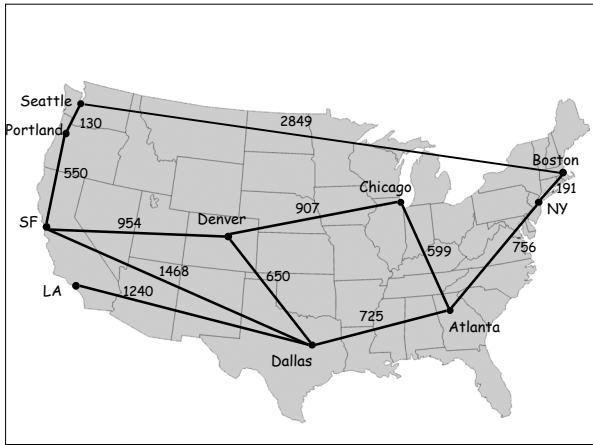 Seattle
130
Portland
2849
Boston
550
191
Chicago
907
NY
SF
954
Denver
756
599
1468
650
LA
1240
725
Atlanta
Dallas